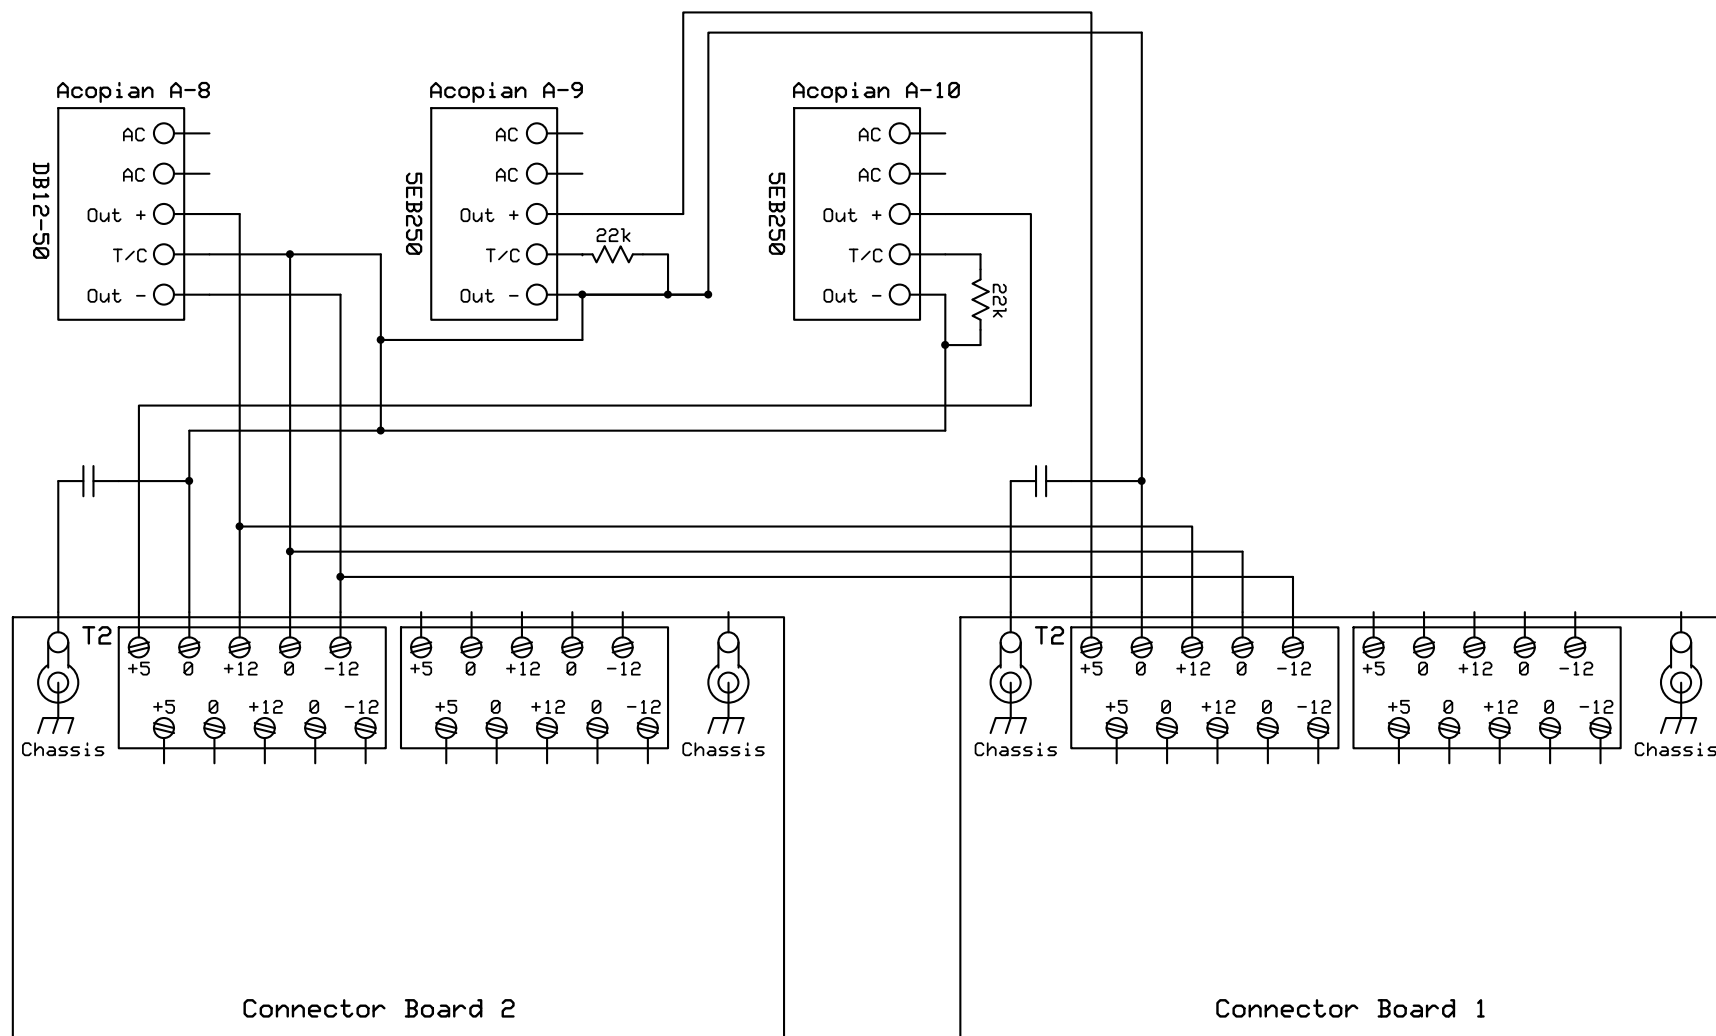 Acopian A-8
AC
AC
Out +
T/C
Out -
DB12-50
Acopian A-9
AC
AC
Out +
T/C
Out -
5EB250
22k
Acopian A-10
AC
AC
Out +
T/C
Out -
5EB250
22k
T2
+5 0 +12 0 -12
+5 0 +12 0 -12
+5 0 +12 0 -12
+5 0 +12 0 -12
Chassis
Chassis
Connector Board 2
T2
+5 0 +12 0 -12
+5 0 +12 0 -12
+5 0 +12 0 -12
+5 0 +12 0 -12
Chassis
Chassis
Connector Board 1